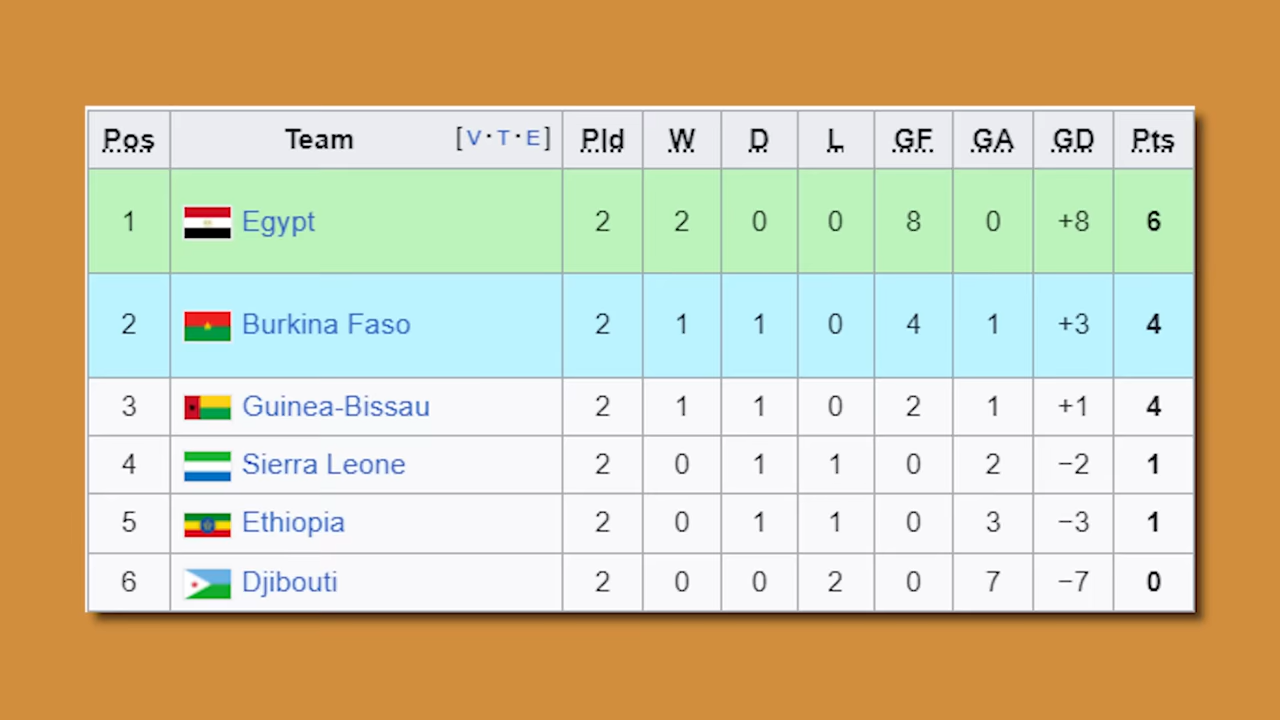 Pos Team [V·T·E] Pld W D L GF GA GD Pts
1 Egypt 2 2 0 0 8 0 +8 6
2 Burkina Faso 2 1 1 0 4 1 +3 4
3 Guinea-Bissau 2 1 1 0 2 1 +1 4
4 Sierra Leone 2 0 1 1 0 2 −2 1
5 Ethiopia 2 0 1 1 0 3 −3 1
6 Djibouti 2 0 0 2 0 7 −7 0